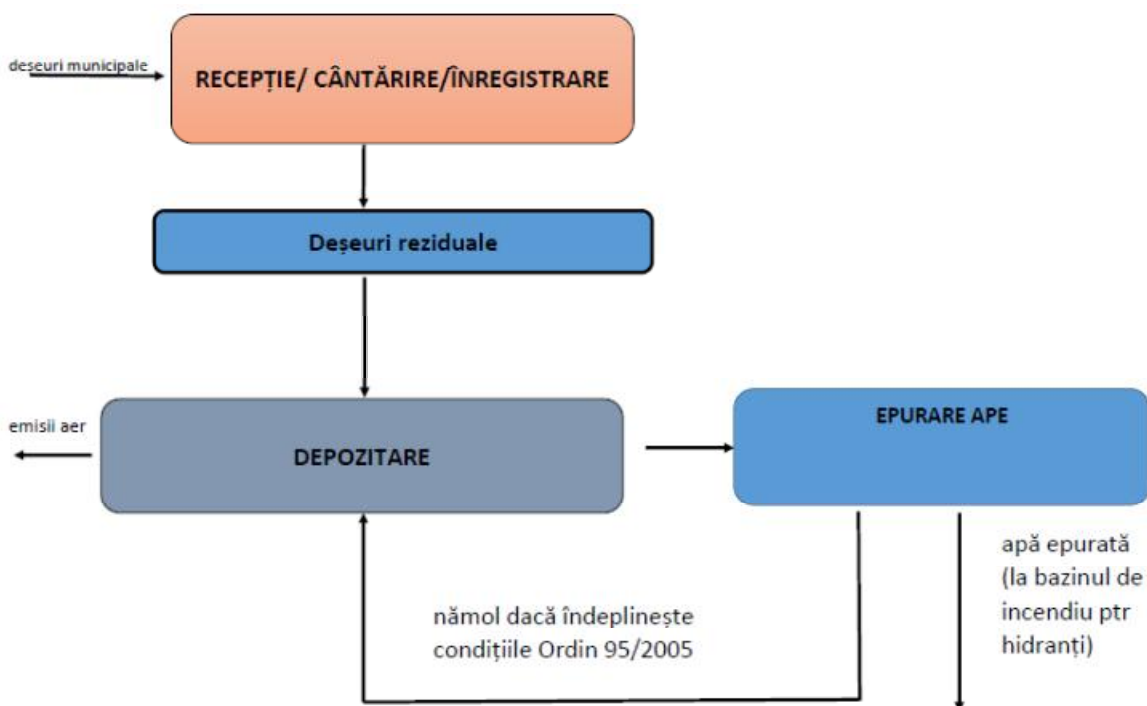 deșeuri municipale
RECEPȚIE/ CÂNTĂRIRE/ÎNREGISTRARE
Deșeuri reziduale
emisii aer
DEPOZITARE
EPURARE APE
nămol dacă îndeplinește
condițiile Ordin 95/2005
apă epurată
(la bazinul de
incendiu ptr
hidranți)